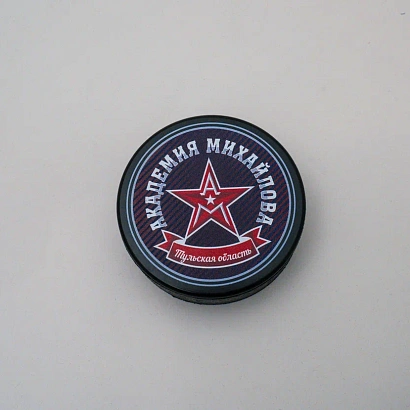 АКАДЕМИЯ МИХАЙЛОВА
Тульская область